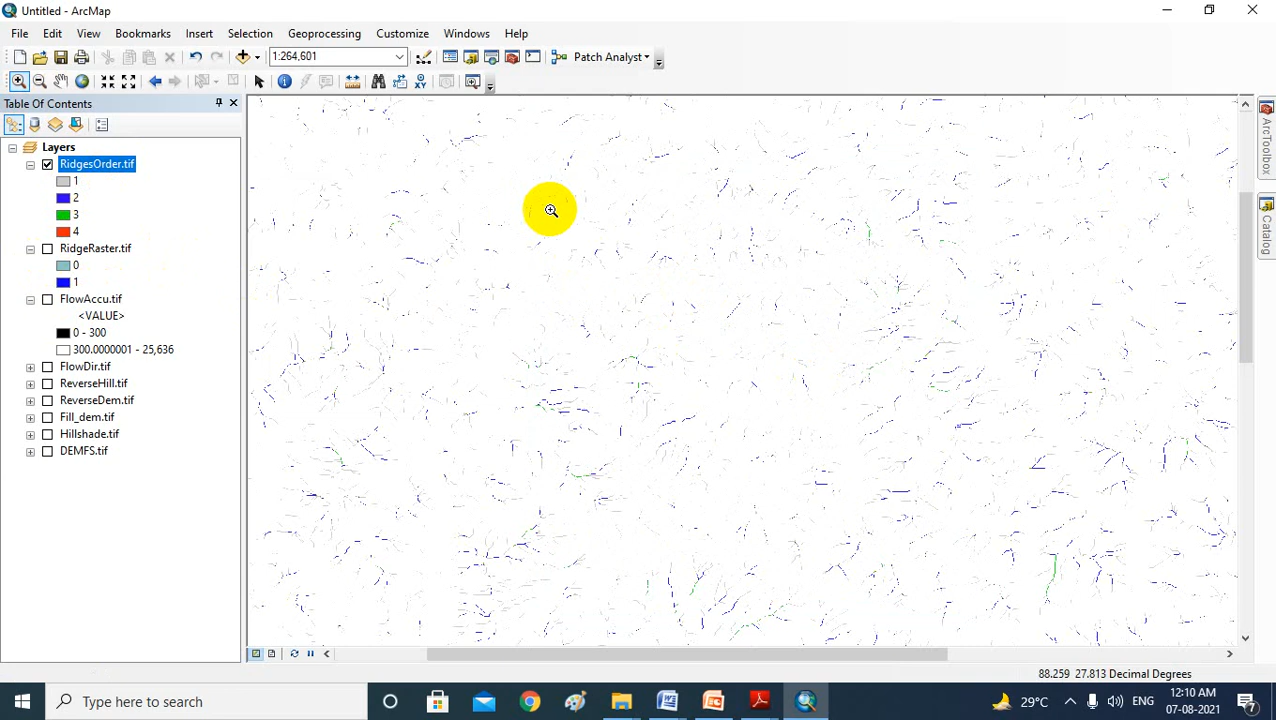 Untitled - ArcMap
File Edit View Bookmarks Insert Selection Geoprocessing Customize Windows Help
1:264,601
Patch Analyst
Table Of Contents
Layers
RidgesOrder.tif
1
2
3
4
RidgeRaster.tif
0
1
FlowAccu.tif
<VALUE>
0 - 300
300.0000001 - 25,636
FlowDir.tif
ReverseHill.tif
ReverseDem.tif
Fill_dem.tif
Hillshade.tif
DEMFS.tif
ArcToolbox
Catalog
88.259 27.813 Decimal Degrees
Type here to search
29°C
ENG
12:10 AM
07-08-2021
7